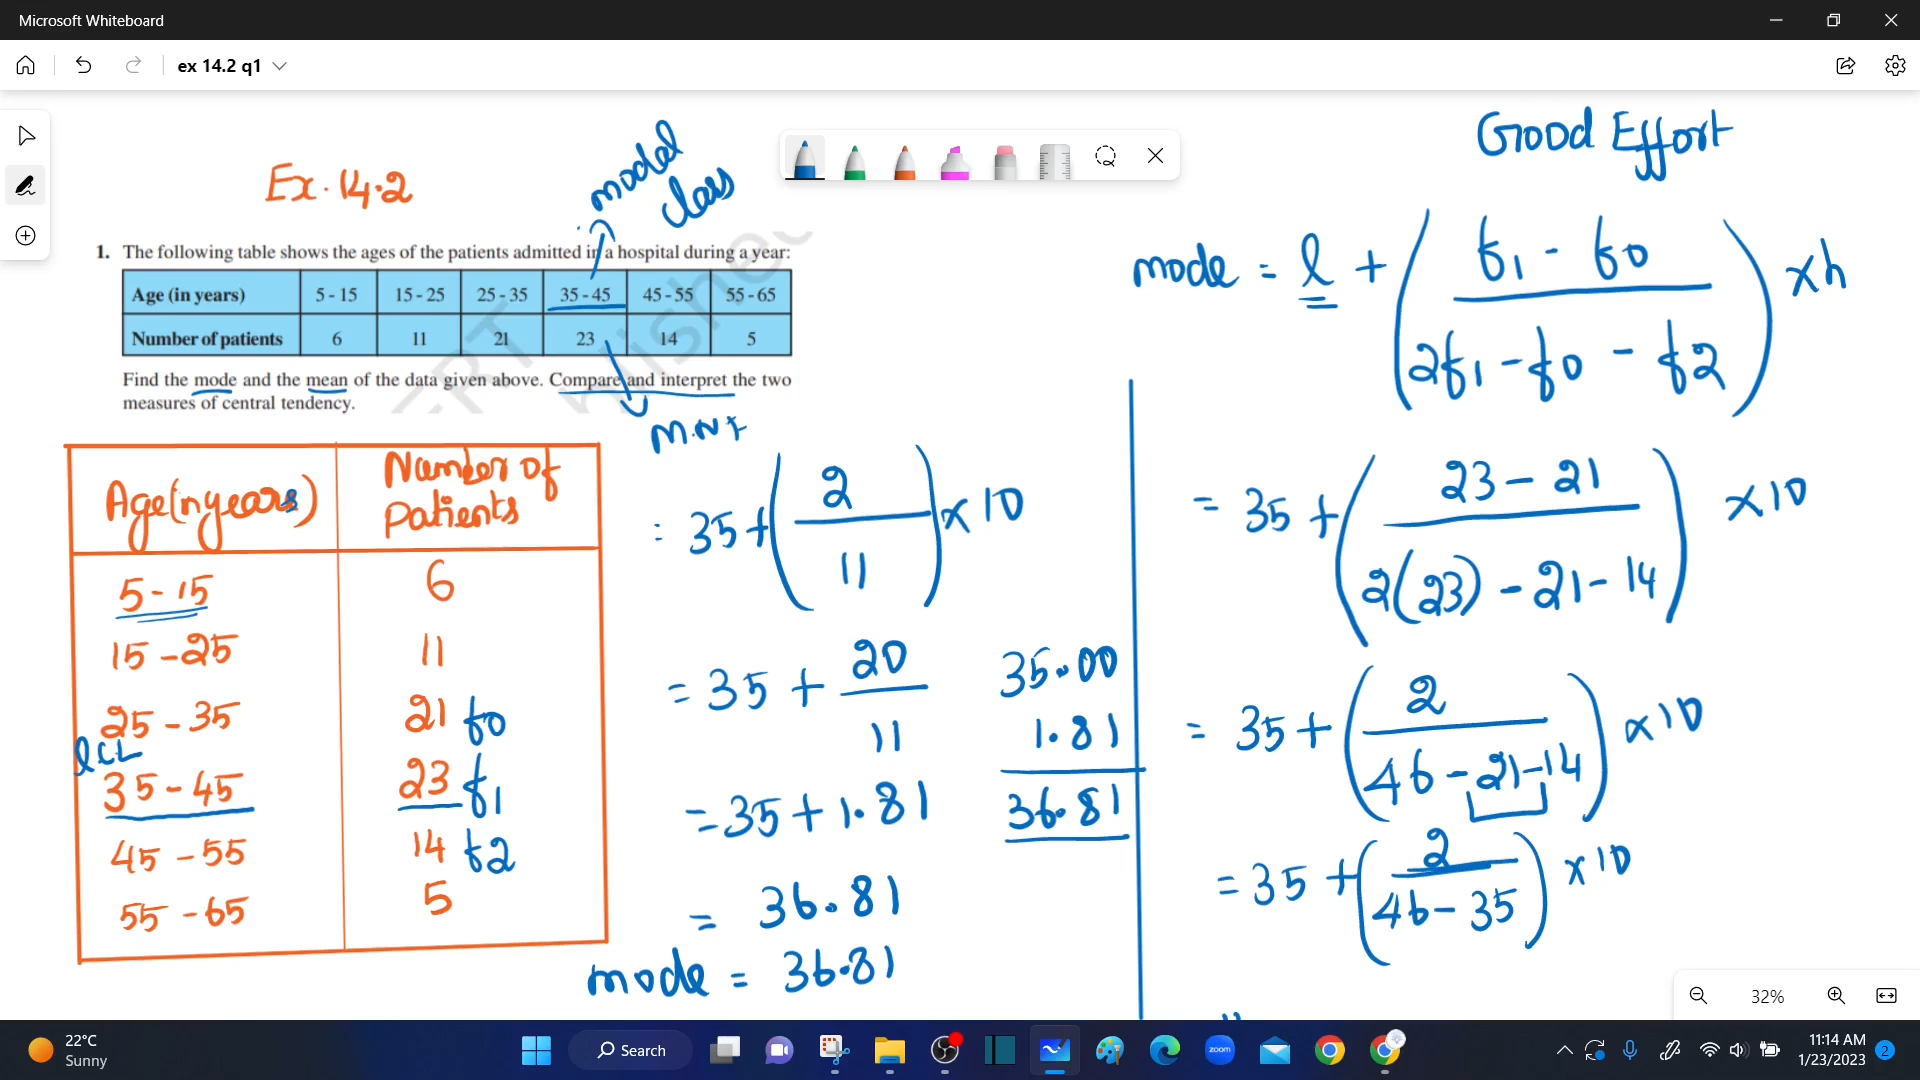 Microsoft Whiteboard
ex 14.2 q1
Good Effort
Ex. 14.2
modal
class
1. The following table shows the ages of the patients admitted in a hospital during a year:
Age (in years) 5 - 15 15 - 25 25 - 35 35 - 45 45 - 55 55 - 65
Number of patients 6 11 21 23 14 5
Find the mode and the mean of the data given above. Compare and interpret the two
measures of central tendency.
mode = l + ( f1 - f0 / 2f1 - f0 - f2 ) x h
Age(in years) Number of
Patients
5 - 15 6
15 - 25 11
25 - 35 21 f0
lCL
35 - 45 23 f1
45 - 55 14 f2
55 - 65 5
= 35 + ( 2 / 11 ) x 10
= 35 + 20 / 11
= 35 + 1.81
= 36.81
mode = 36.81
35.00
1.81
36.81
= 35 + ( 23 - 21 / 2(23) - 21 - 14 ) x 10
= 35 + ( 2 / 46 - 21 - 14 ) x 10
= 35 + ( 2 / 46 - 35 ) x 10
32%
22°C
Sunny
Search
zoom
11:14 AM
1/23/2023
2